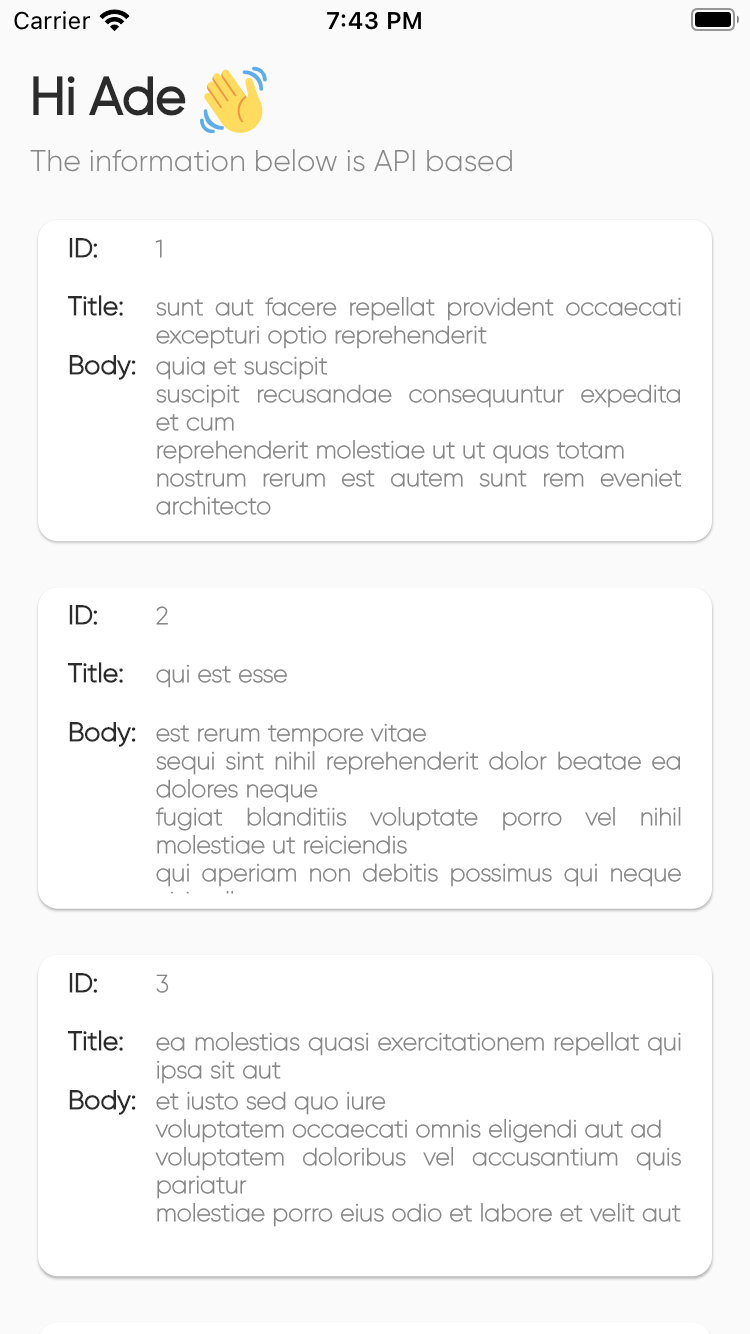 Carrier 7:43 PM
Hi Ade 👋
The information below is API based
ID: 1
Title: sunt aut facere repellat provident occaecati
excepturi optio reprehenderit
Body: quia et suscipit
suscipit recusandae consequuntur expedita
et cum
reprehenderit molestiae ut ut quas totam
nostrum rerum est autem sunt rem eveniet
architecto
ID: 2
Title: qui est esse
Body: est rerum tempore vitae
sequi sint nihil reprehenderit dolor beatae ea
dolores neque
fugiat blanditiis voluptate porro vel nihil
molestiae ut reiciendis
qui aperiam non debitis possimus qui neque
ID: 3
Title: ea molestias quasi exercitationem repellat qui
ipsa sit aut
Body: et iusto sed quo iure
voluptatem occaecati omnis eligendi aut ad
voluptatem doloribus vel accusantium quis
pariatur
molestiae porro eius odio et labore et velit aut